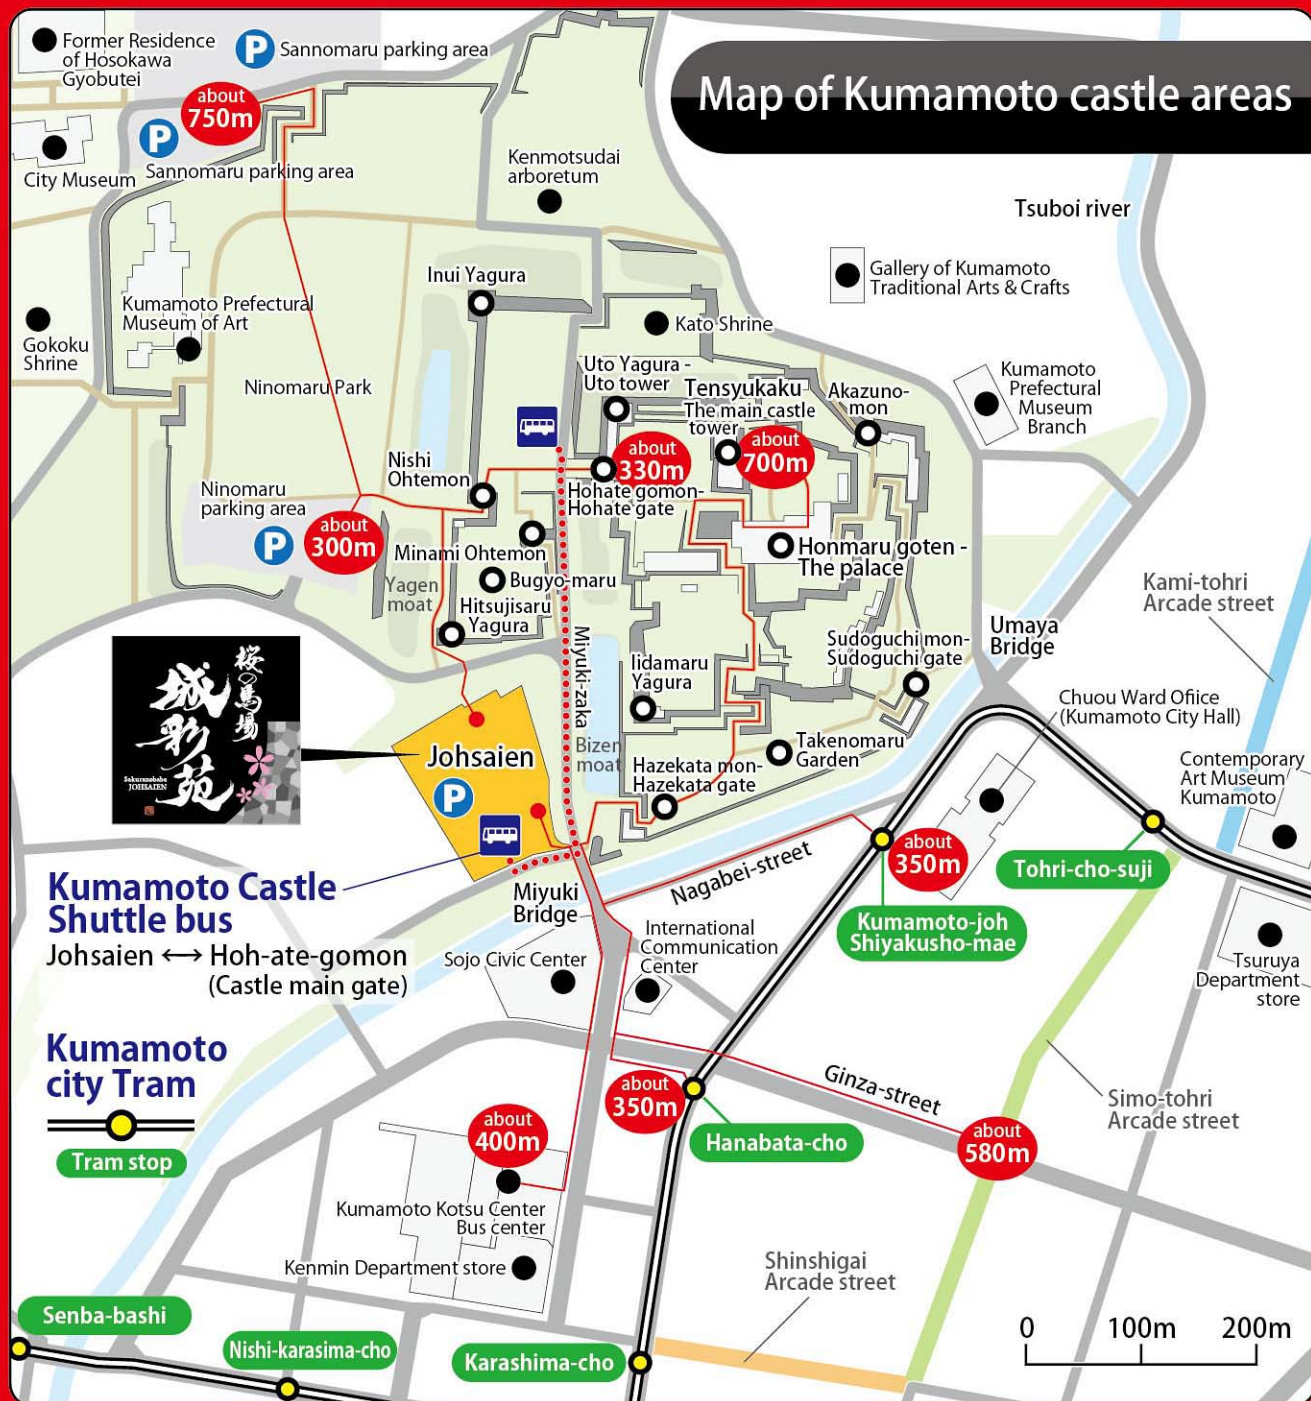 Map of Kumamoto castle areas
Former Residence
of Hosokawa
Gyobutei
P
Sannomaru parking area
about
750m
P
Sannomaru parking area
City Museum
Kenmotsudai
arboretum
Tsuboi river
Gallery of Kumamoto
Traditional Arts & Crafts
Inui Yagura
Kumamoto Prefectural
Museum of Art
Gokoku
Shrine
Kato Shrine
Ninomaru Park
Uto Yagura -
Uto tower
Tensyukaku
The main castle
tower
Akazuno-
mon
Kumamoto
Prefectural
Museum
Branch
about
330m
about
700m
Nishi
Ohtemon
Hohate gomon-
Hohate gate
Ninomaru
parking area
P
about
300m
Minami Ohtemon
Honmaru goten -
The palace
Yagen
moat
Bugyo-maru
Hitsujisaru
Yagura
Kami-tohri
Arcade street
Umaya
Bridge
Miyuki-zaka
Iidamaru
Yagura
Sudoguchi mon-
Sudoguchi gate
Chuou Ward Ofiice
(Kumamoto City Hall)
桜の馬場
城彩苑
Sakuranobaba
JOHSAIEN
Johsaien
P
Bizen
moat
Hazekata mon-
Hazekata gate
Takenomaru
Garden
Contemporary
Art Museum
Kumamoto
Nagabei-street
about
350m
Tohri-cho-suji
Kumamoto Castle
Shuttle bus
Johsaien ↔ Hoh-ate-gomon
(Castle main gate)
Miyuki
Bridge
Kumamoto-joh
Shiyakusho-mae
International
Communication
Center
Sojo Civic Center
Tsuruya
Department
store
Kumamoto
city Tram
Tram stop
about
350m
Ginza-street
Simo-tohri
Arcade street
about
400m
Hanabata-cho
about
580m
Kumamoto Kotsu Center
Bus center
Kenmin Department store
Shinshigai
Arcade street
Senba-bashi
Nishi-karasima-cho
Karashima-cho
0 100m 200m